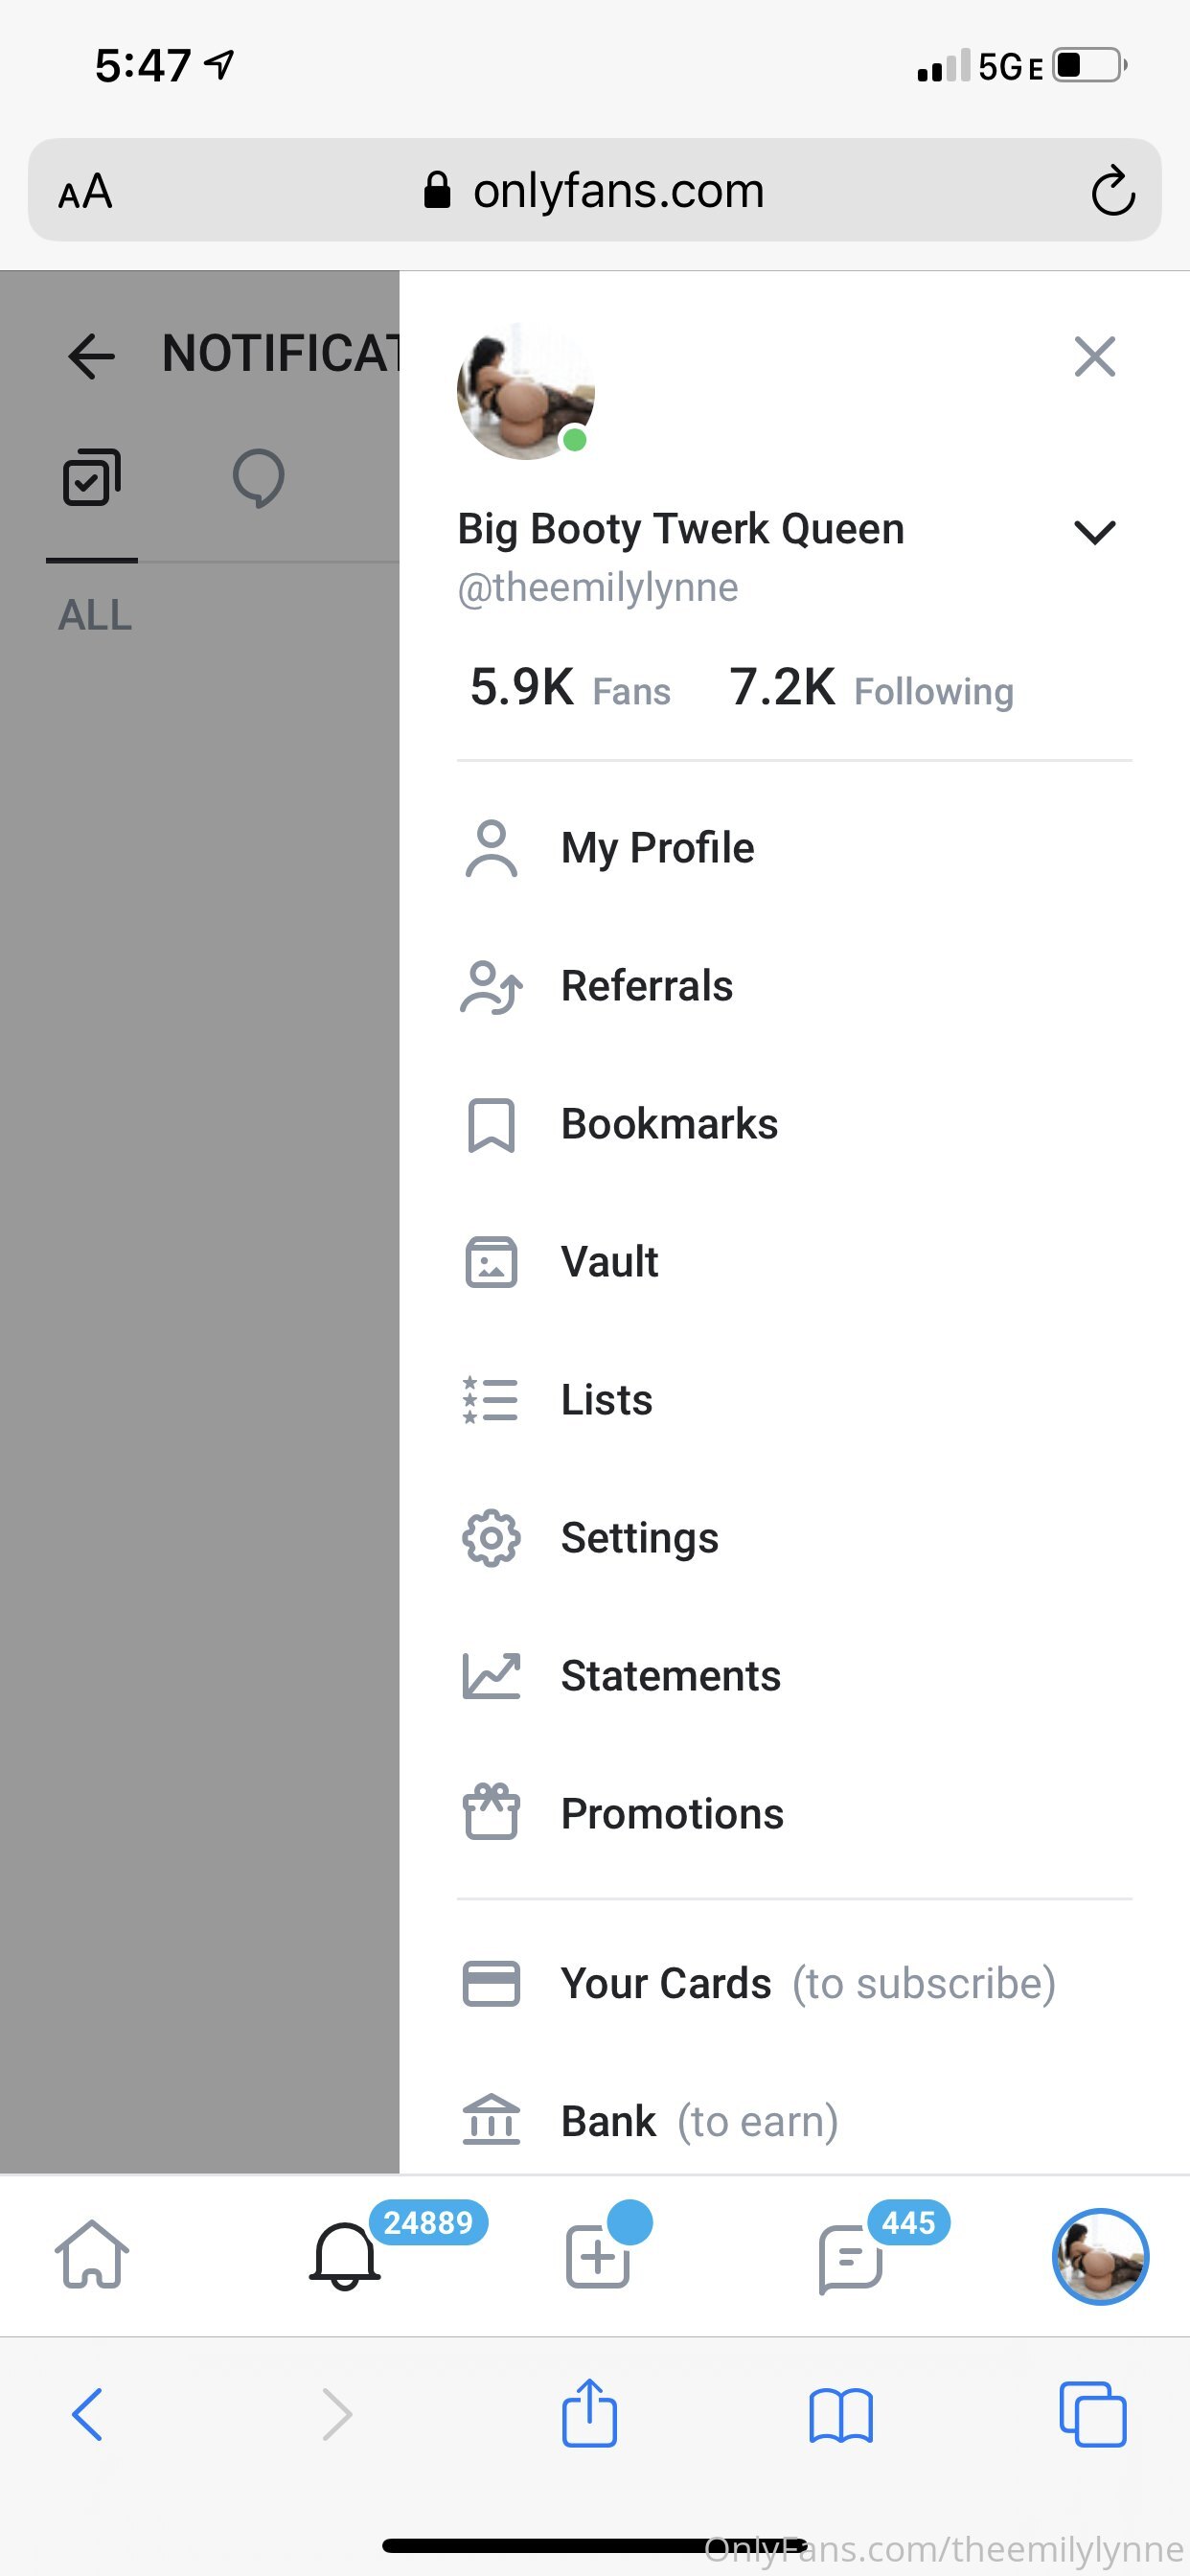 5:47
5G E
AA
onlyfans.com
NOTIFICAT
ALL
Big Booty Twerk Queen
@theemilylynne
5.9K Fans 7.2K Following
My Profile
Referrals
Bookmarks
Vault
Lists
Settings
Statements
Promotions
Your Cards (to subscribe)
Bank (to earn)
24889
445
OnlyFans.com/theemilylynne